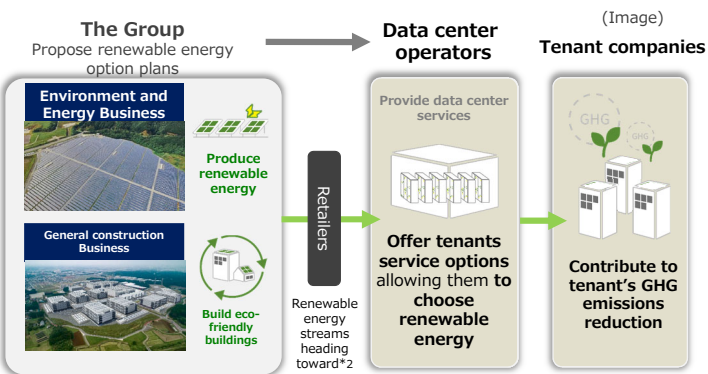 The Group
Propose renewable energy
option plans
Environment and
Energy Business
Produce
renewable
energy
General construction
Business
Build eco-
friendly
buildings
Retailers
Renewable
energy
streams
heading
toward*2
Data center
operators
Provide data center
services
Offer tenants
service options
allowing them to
choose
renewable
energy
(Image)
Tenant companies
GHG
GHG
Contribute to
tenant’s GHG
emissions
reduction